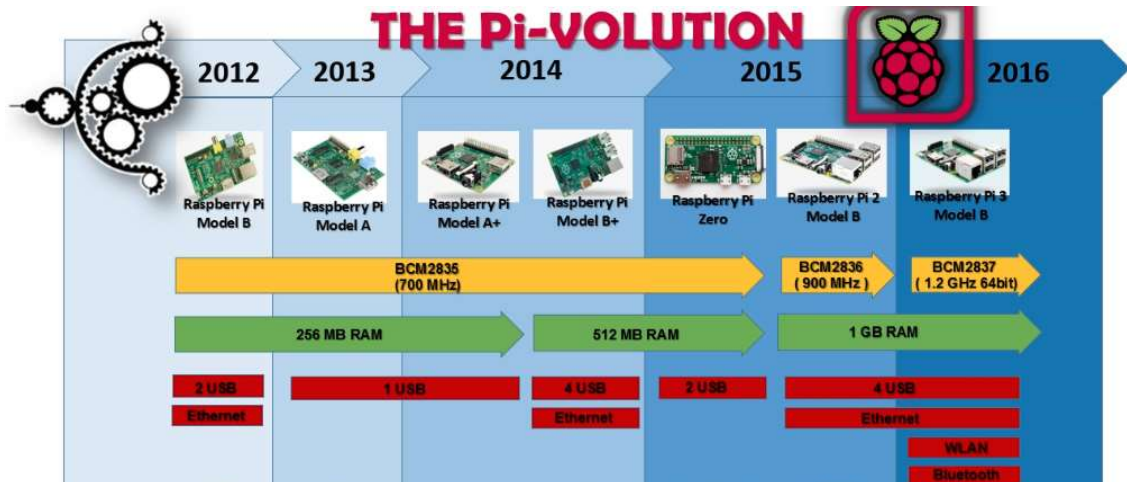 THE Pi-VOLUTION
2012
2013
2014
2015
2016
Raspberry Pi
Model B
Raspberry Pi
Model A
Raspberry Pi
Model A+
Raspberry Pi
Model B+
Raspberry Pi
Zero
Raspberry Pi 2
Model B
Raspberry Pi 3
Model B
BCM2835
(700 MHz)
BCM2836
( 900 MHz )
BCM2837
( 1.2 GHz 64bit)
256 MB RAM
512 MB RAM
1 GB RAM
2 USB
1 USB
4 USB
2 USB
4 USB
Ethernet
Ethernet
Ethernet
WLAN
Bluetooth